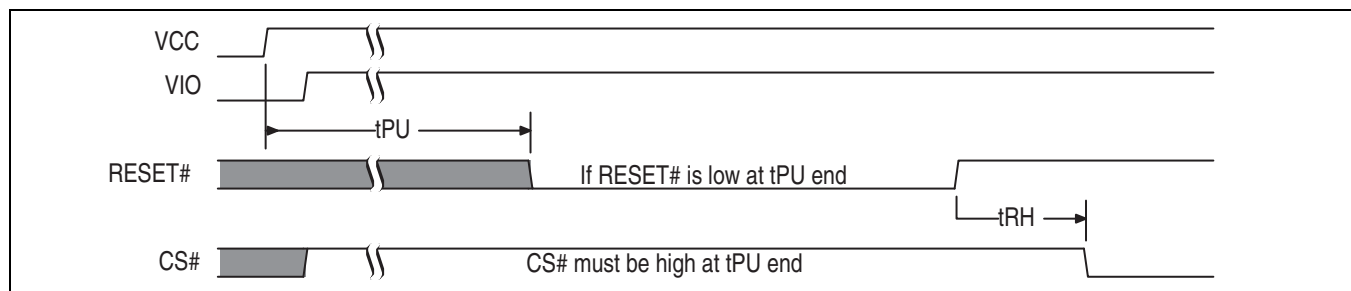 VCC
VIO
tPU
RESET#
If RESET# is low at tPU end
tRH
CS#
CS# must be high at tPU end